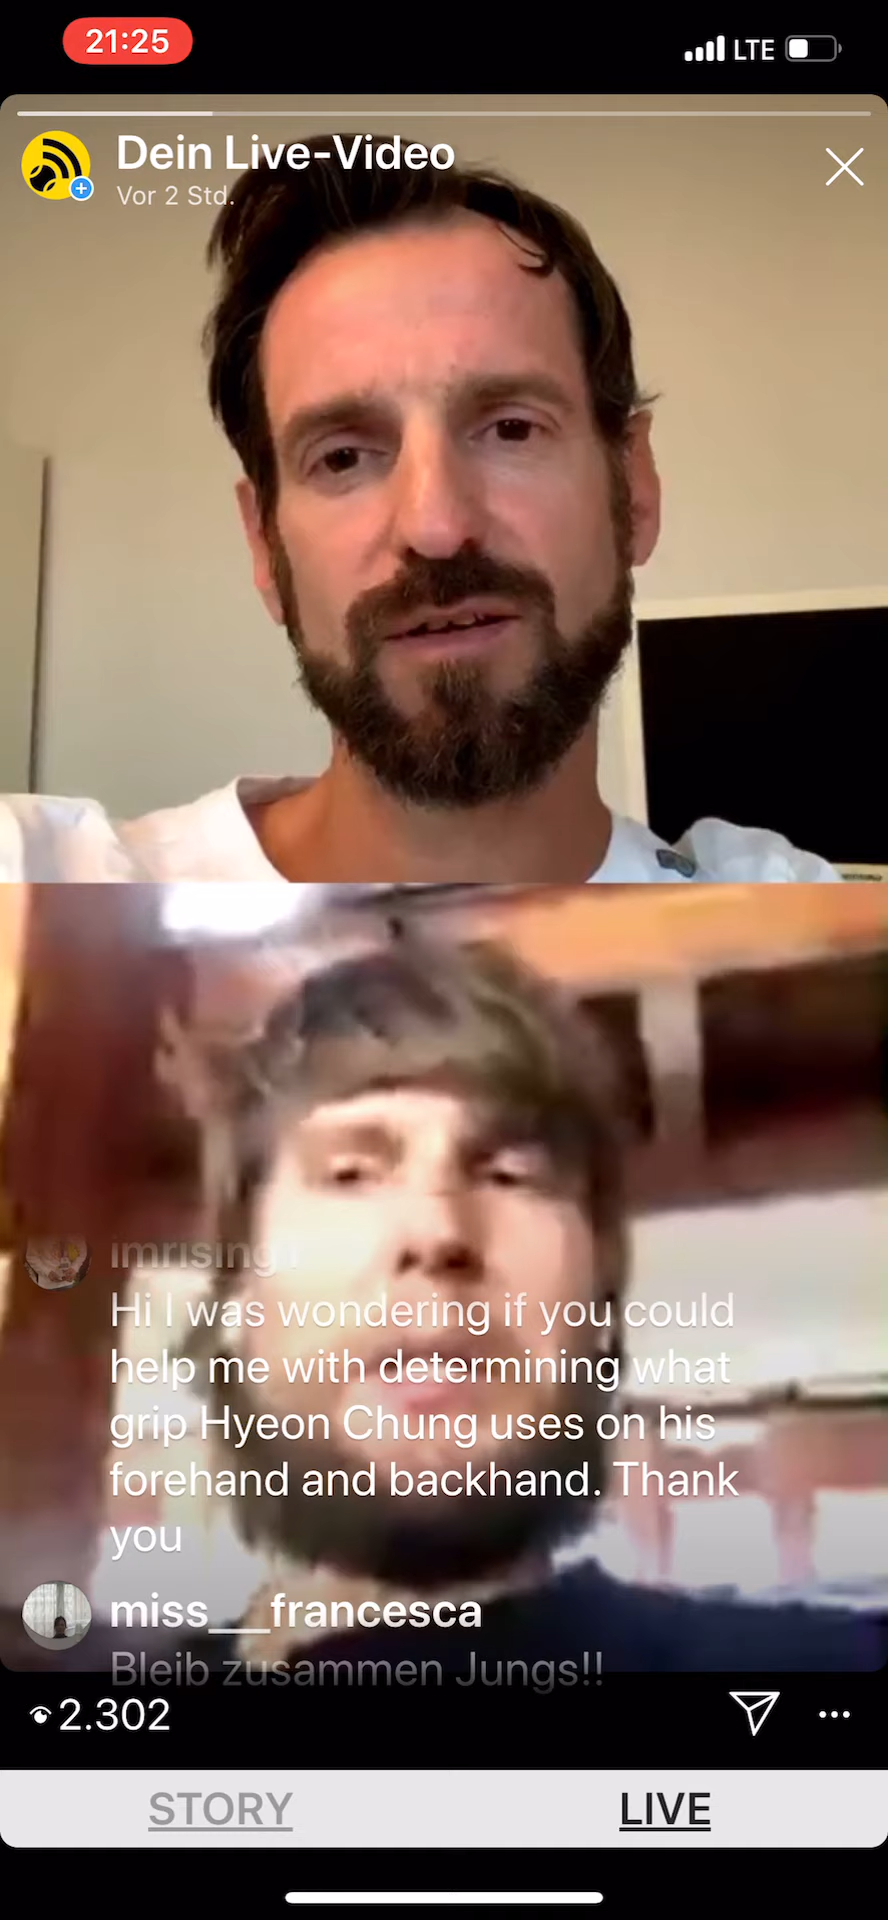 21:25
LTE
Dein Live-Video
Vor 2 Std.
imrising
Hi I was wondering if you could
help me with determining what
grip Hyeon Chung uses on his
forehand and backhand. Thank
you
miss___francesca
Bleib zusammen Jungs!!
2.302
STORY
LIVE